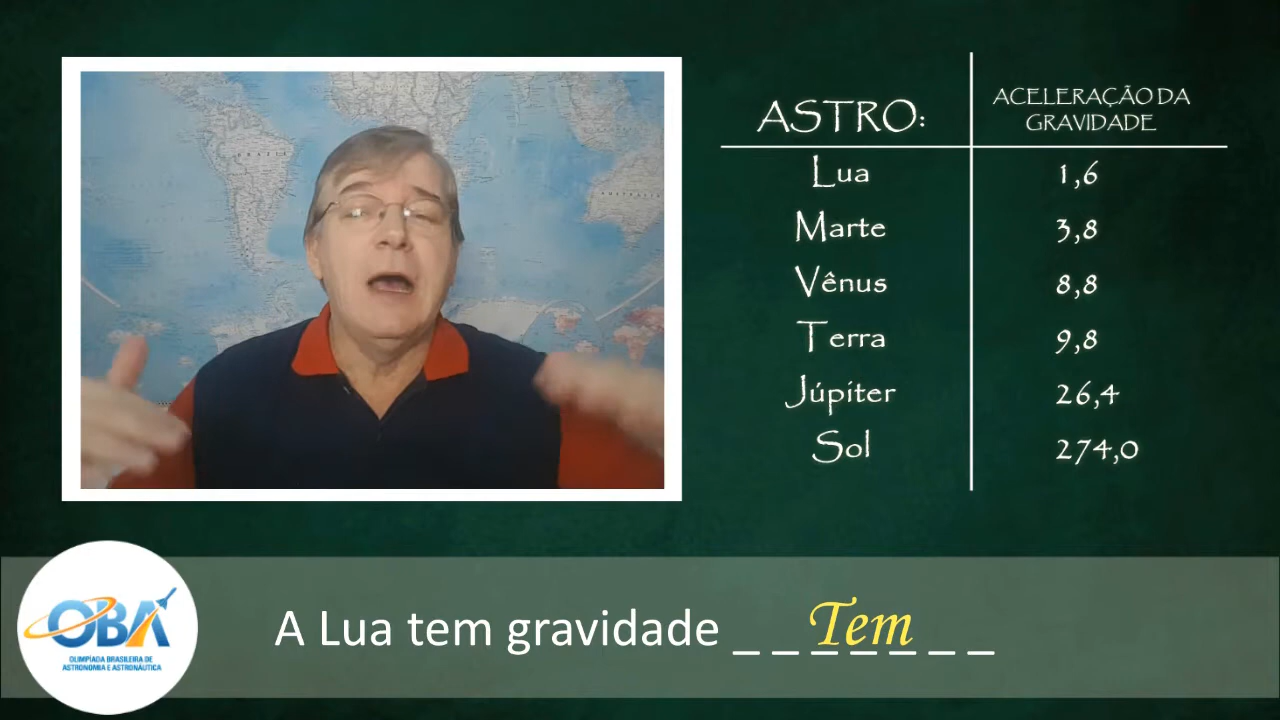 ASTRO:
ACELERAÇÃO DA
GRAVIDADE
Lua 1,6
Marte 3,8
Vênus 8,8
Terra 9,8
Júpiter 26,4
Sol 274,0
BRAZIL
OBA
OLIMPÍADA BRASILEIRA DE
ASTRONOMIA E ASTRONÁUTICA
A Lua tem gravidade _ _ _ _ _ _ _ Tem